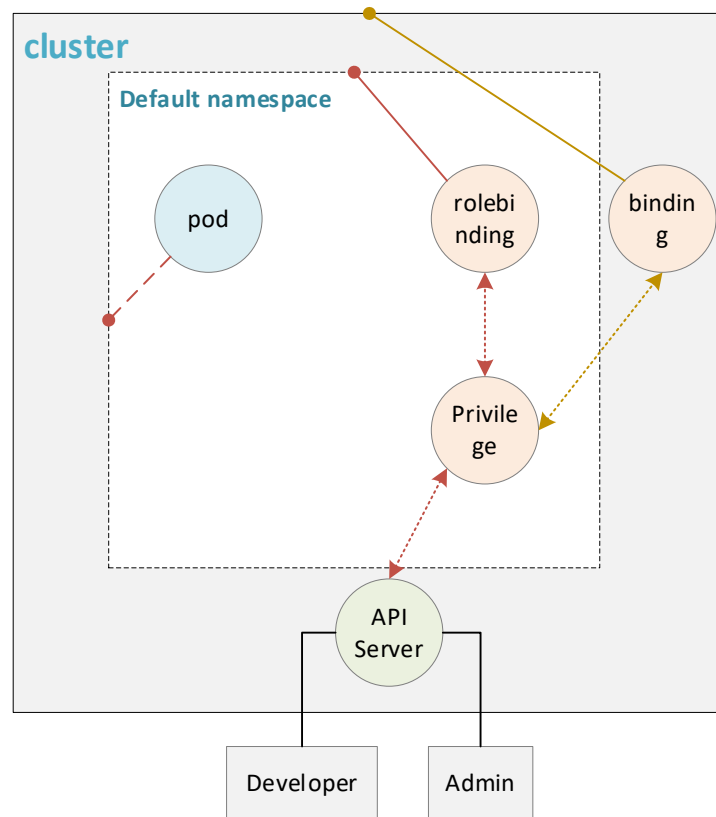 cluster
Default namespace
pod
rolebi
nding
bindin
g
Privile
ge
API
Server
Developer
Admin